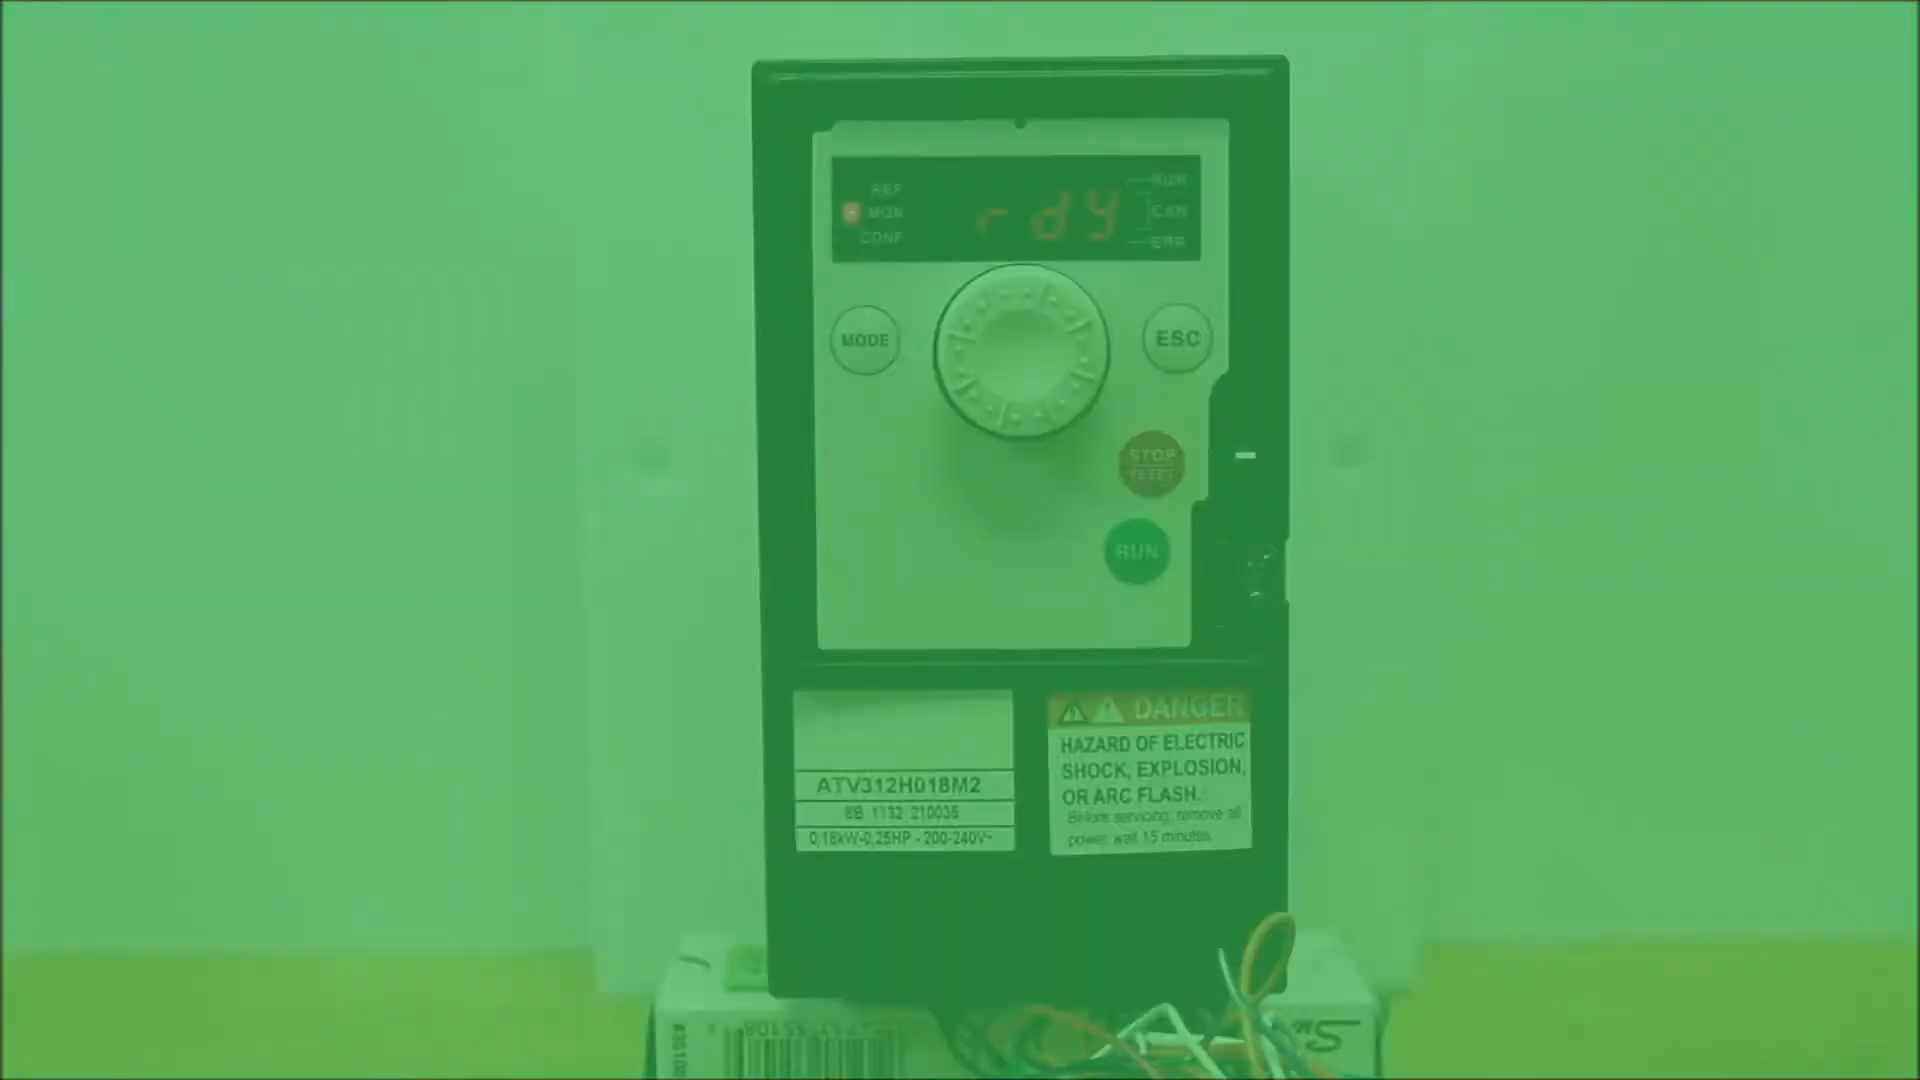 REF
MON
CONF
rdY
RUN
CAN
ERR
MODE
ESC
STOP
RESET
RUN
ATV312H018M2
8B 1132 210035
0,18kW-0,25HP - 200-240V~
DANGER
HAZARD OF ELECTRIC
SHOCK, EXPLOSION,
OR ARC FLASH.
Before servicing, remove all
power, wait 15 minutes.